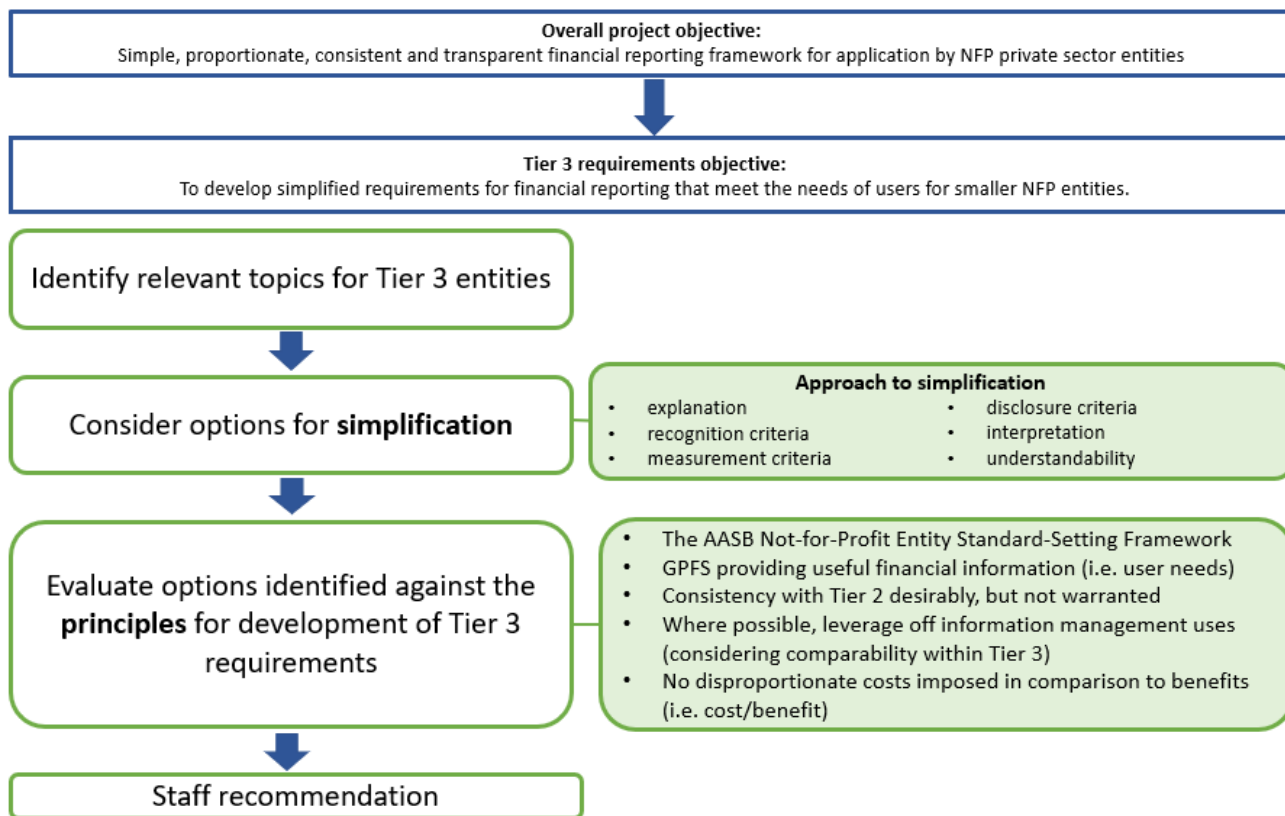 Overall project objective:
Simple, proportionate, consistent and transparent financial reporting framework for application by NFP private sector entities
Tier 3 requirements objective:
To develop simplified requirements for financial reporting that meet the needs of users for smaller NFP entities.
Identify relevant topics for Tier 3 entities
Consider options for simplification
Approach to simplification
• explanation
• recognition criteria
• measurement criteria
• disclosure criteria
• interpretation
• understandability
Evaluate options identified against the
principles for development of Tier 3
requirements
• The AASB Not-for-Profit Entity Standard-Setting Framework
• GPFS providing useful financial information (i.e. user needs)
• Consistency with Tier 2 desirably, but not warranted
• Where possible, leverage off information management uses
(considering comparability within Tier 3)
• No disproportionate costs imposed in comparison to benefits
(i.e. cost/benefit)
Staff recommendation